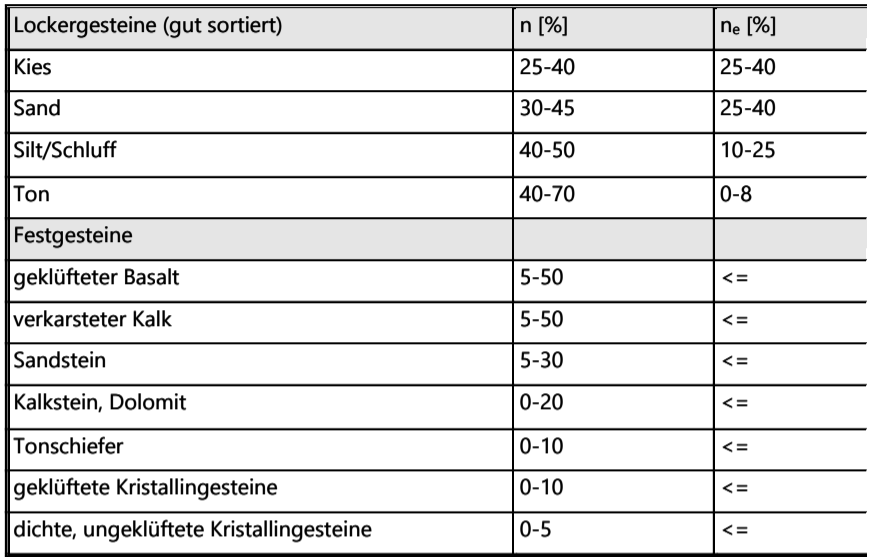 Lockergesteine (gut sortiert) n [%] nₑ [%]
Kies 25-40 25-40
Sand 30-45 25-40
Silt/Schluff 40-50 10-25
Ton 40-70 0-8
Festgesteine
geklüfteter Basalt 5-50 <=
verkarsteter Kalk 5-50 <=
Sandstein 5-30 <=
Kalkstein, Dolomit 0-20 <=
Tonschiefer 0-10 <=
geklüftete Kristallingesteine 0-10 <=
dichte, ungeklüftete Kristallingesteine 0-5 <=